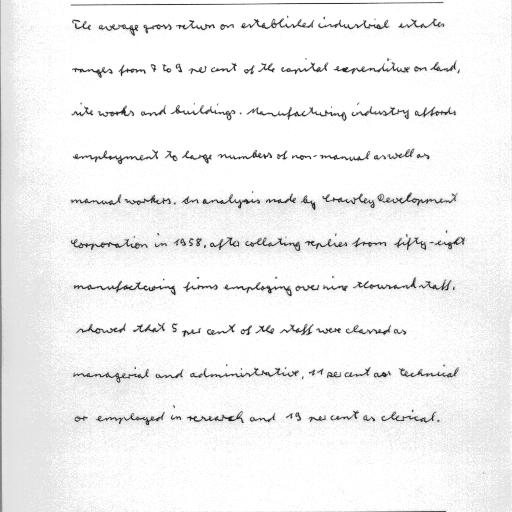 The average gross return on established industrial estates
ranges from 7 to 9 per cent of the capital expenditure on land,
site works and buildings. Manufacturing industry affords
employment to large numbers of non-manual as well as
manual workers. An analysis made by Crawley Development
Corporation in 1958, after collating replies from fifty-eight
manufacturing firms employing over nine thousand staff,
showed that 5 per cent of the staff were classed as
managerial and administrative, 11 per cent as technical
or employed in research and 19 per cent as clerical.